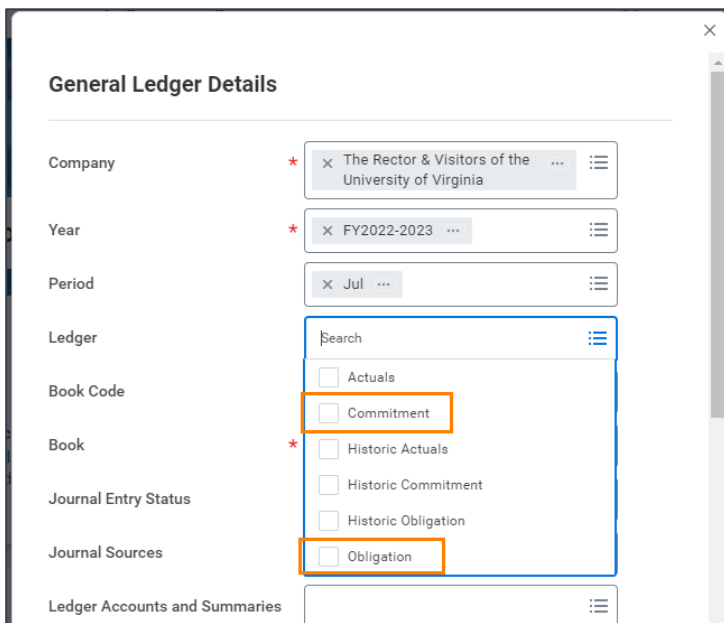 General Ledger Details
Company
*
× The Rector & Visitors of the ...
University of Virginia
Year
*
× FY2022-2023 ...
Period
× Jul ...
Ledger
Search
Actuals
Book Code
Commitment
Book
*
Historic Actuals
Historic Commitment
Journal Entry Status
Historic Obligation
Journal Sources
Obligation
Ledger Accounts and Summaries